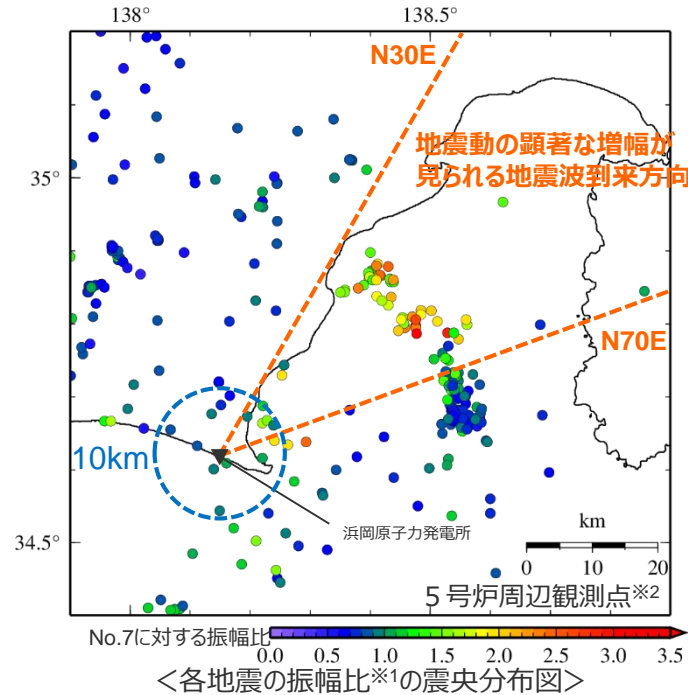 138°
138.5°
N30E
地震動の顕著な増幅が
見られる地震波到来方向
35°
N70E
10km
浜岡原子力発電所
km
34.5°
0 10 20
5号炉周辺観測点※2
No.7に対する振幅比
0.0 0.5 1.0 1.5 2.0 2.5 3.0 3.5
<各地震の振幅比※1の震央分布図>